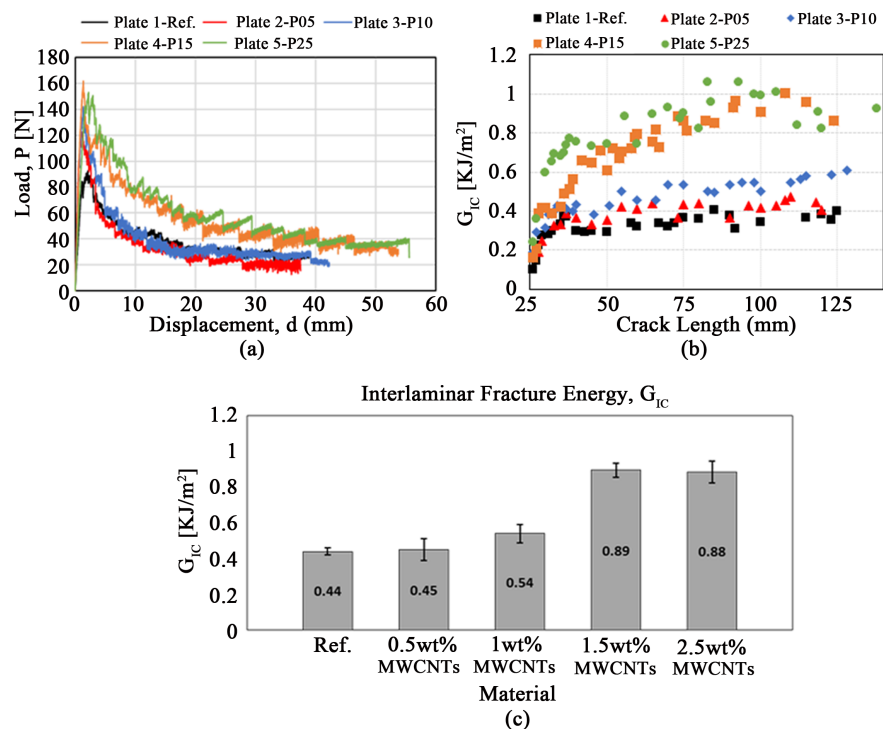 Plate 1-Ref. Plate 2-P05 Plate 3-P10
Plate 4-P15 Plate 5-P25
180
160
140
120
100
80
60
40
20
0
Load, P [N]
0 10 20 30 40 50 60
Displacement, d (mm)
(a)
Plate 1-Ref. Plate 2-P05 Plate 3-P10
Plate 4-P15 Plate 5-P25
1.2
1
0.8
0.6
0.4
0.2
0
G_IC [KJ/m²]
25 50 75 100 125
Crack Length (mm)
(b)
Interlaminar Fracture Energy, G_IC
1.2
1
0.8
0.6
0.4
0.2
0
G_IC [KJ/m²]
0.44 0.45 0.54 0.89 0.88
Ref. 0.5wt% 1wt% 1.5wt% 2.5wt%
MWCNTs MWCNTs MWCNTs MWCNTs
Material
(c)